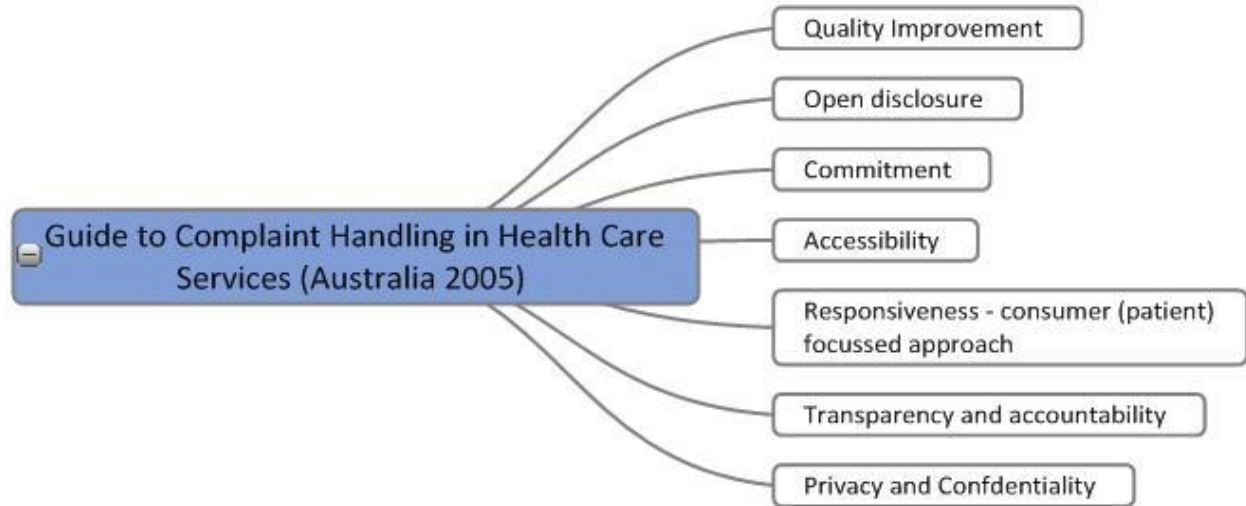 Quality Improvement
Open disclosure
Commitment
Guide to Complaint Handling in Health Care
Services (Australia 2005)
Accessibility
Responsiveness - consumer (patient)
focussed approach
Transparency and accountability
Privacy and Confdentiality